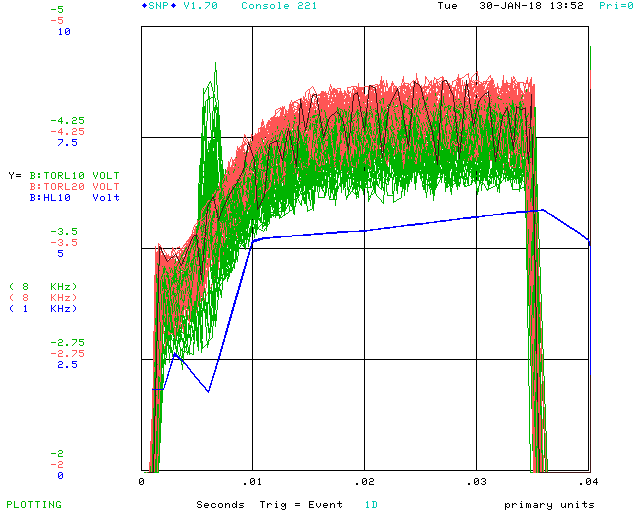 ◆SNP◆ V1.70 Console 221 Tue 30-JAN-18 13:52 Pri=0
-5
-5
10
-4.25
-4.25
7.5
Y= B:TORL10 VOLT
B:TORL20 VOLT
B:HL10 Volt
-3.5
-3.5
5
( 8 KHz)
( 8 KHz)
( 1 KHz)
-2.75
-2.75
2.5
-2
-2
0
0 .01 .02 .03 .04
PLOTTING Seconds Trig = Event 1D primary units